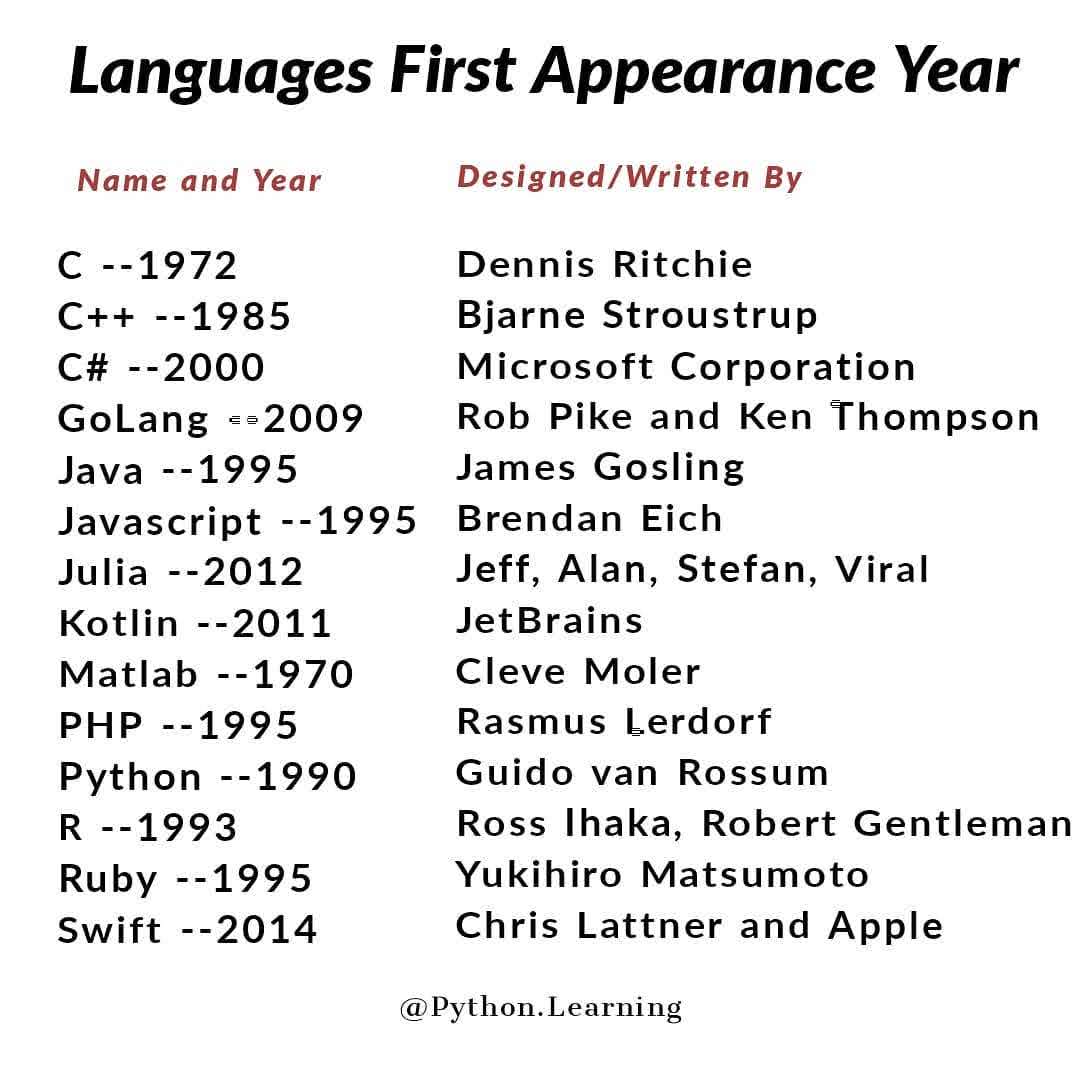 Languages First Appearance Year
Name and Year Designed/Written By
C --1972 Dennis Ritchie
C++ --1985 Bjarne Stroustrup
C# --2000 Microsoft Corporation
GoLang --2009 Rob Pike and Ken Thompson
Java --1995 James Gosling
Javascript --1995 Brendan Eich
Julia --2012 Jeff, Alan, Stefan, Viral
Kotlin --2011 JetBrains
Matlab --1970 Cleve Moler
PHP --1995 Rasmus Lerdorf
Python --1990 Guido van Rossum
R --1993 Ross lhaka, Robert Gentleman
Ruby --1995 Yukihiro Matsumoto
Swift --2014 Chris Lattner and Apple
@Python.Learning